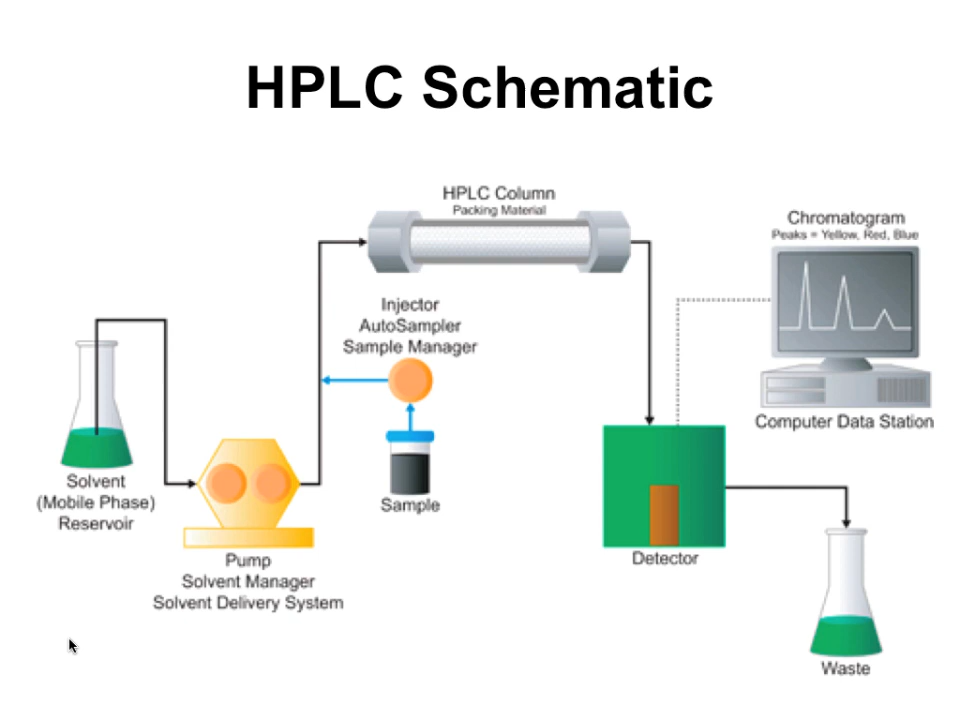 HPLC Schematic
HPLC Column
Packing Material
Chromatogram
Peaks = Yellow, Red, Blue
Injector
AutoSampler
Sample Manager
Computer Data Station
Solvent
(Mobile Phase)
Reservoir
Sample
Pump
Solvent Manager
Solvent Delivery System
Detector
Waste